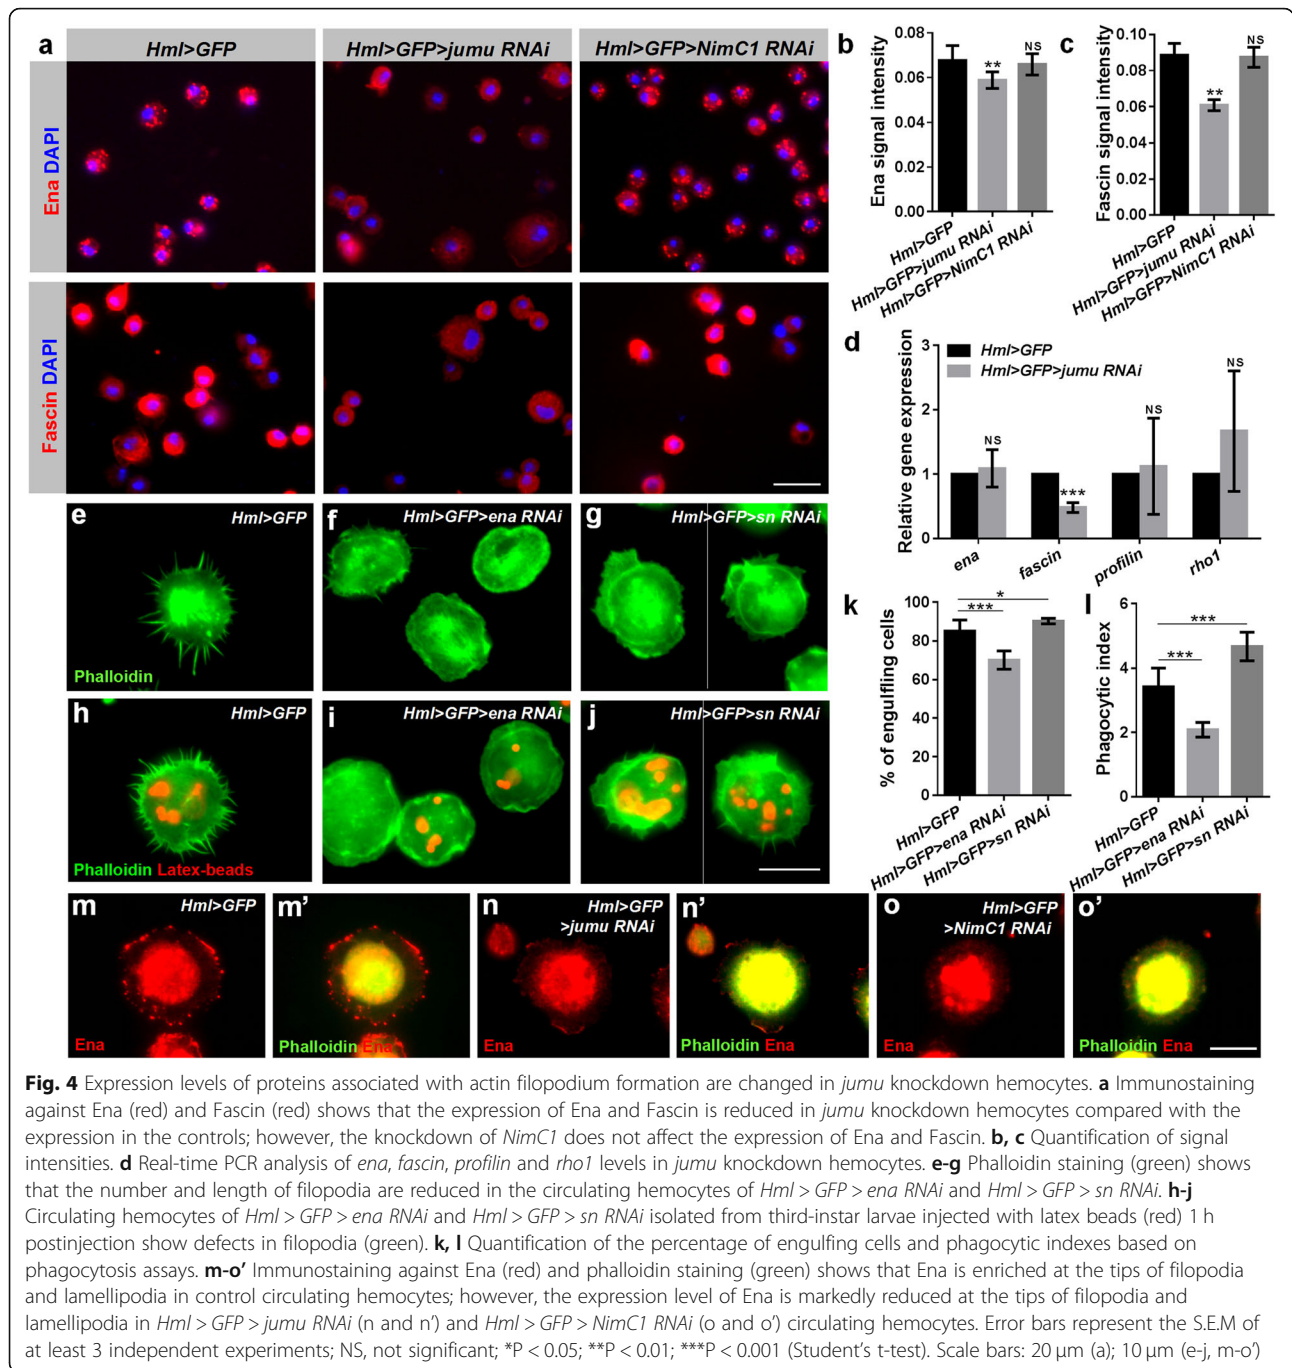 a
Hml>GFP
Hml>GFP>jumu RNAi
Hml>GFP>NimC1 RNAi
Ena DAPI
Fascin DAPI
b
Ena signal intensity
0.08
0.06
0.04
0.02
0.00
**
NS
Hml>GFP
Hml>GFP>jumu RNAi
Hml>GFP>NimC1 RNAi
c
Fascin signal intensity
0.10
0.08
0.06
0.04
0.02
0.00
**
NS
Hml>GFP
Hml>GFP>jumu RNAi
Hml>GFP>NimC1 RNAi
d
Relative gene expression
3
2
1
0
Hml>GFP
Hml>GFP>jumu RNAi
NS
***
NS
NS
ena
fascin
profilin
rho1
e
Hml>GFP
Phalloidin
f
Hml>GFP>ena RNAi
g
Hml>GFP>sn RNAi
h
Hml>GFP
Phalloidin Latex-beads
i
Hml>GFP>ena RNAi
j
Hml>GFP>sn RNAi
k
% of engulfling cells
100
80
60
40
20
0
*
***
Hml>GFP
Hml>GFP>ena RNAi
Hml>GFP>sn RNAi
l
Phagocytic index
6
4
2
0
***
***
Hml>GFP
Hml>GFP>ena RNAi
Hml>GFP>sn RNAi
m
Hml>GFP
Ena
m’
Phalloidin Ena
n
Hml>GFP
>jumu RNAi
Ena
n’
Phalloidin Ena
o
Hml>GFP
>NimC1 RNAi
Ena
o’
Phalloidin Ena
Fig. 4 Expression levels of proteins associated with actin filopodium formation are changed in jumu knockdown hemocytes. a Immunostaining
against Ena (red) and Fascin (red) shows that the expression of Ena and Fascin is reduced in jumu knockdown hemocytes compared with the
expression in the controls; however, the knockdown of NimC1 does not affect the expression of Ena and Fascin. b, c Quantification of signal
intensities. d Real-time PCR analysis of ena, fascin, profilin and rho1 levels in jumu knockdown hemocytes. e-g Phalloidin staining (green) shows
that the number and length of filopodia are reduced in the circulating hemocytes of Hml > GFP > ena RNAi and Hml > GFP > sn RNAi. h-j
Circulating hemocytes of Hml > GFP > ena RNAi and Hml > GFP > sn RNAi isolated from third-instar larvae injected with latex beads (red) 1 h
postinjection show defects in filopodia (green). k, l Quantification of the percentage of engulfing cells and phagocytic indexes based on
phagocytosis assays. m-o’ Immunostaining against Ena (red) and phalloidin staining (green) shows that Ena is enriched at the tips of filopodia
and lamellipodia in control circulating hemocytes; however, the expression level of Ena is markedly reduced at the tips of filopodia and
lamellipodia in Hml > GFP > jumu RNAi (n and n’) and Hml > GFP > NimC1 RNAi (o and o’) circulating hemocytes. Error bars represent the S.E.M of
at least 3 independent experiments; NS, not significant; *P < 0.05; **P < 0.01; ***P < 0.001 (Student’s t-test). Scale bars: 20 μm (a); 10 μm (e-j, m-o’)